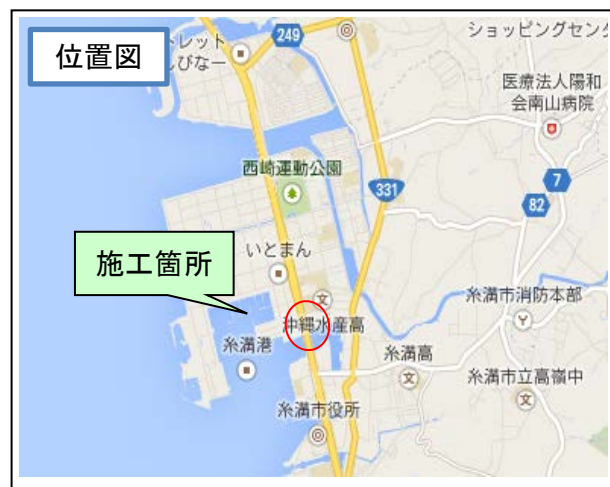 位置図
トレット
びなー
249
ショッピングセンタ
医療法人陽和
会南山病院
7
82
西崎運動公園
331
施工箇所
いとまん
沖縄水産高
糸満港
糸満市消防本部
糸満高
糸満市立高嶺中
糸満市役所
文
文
文